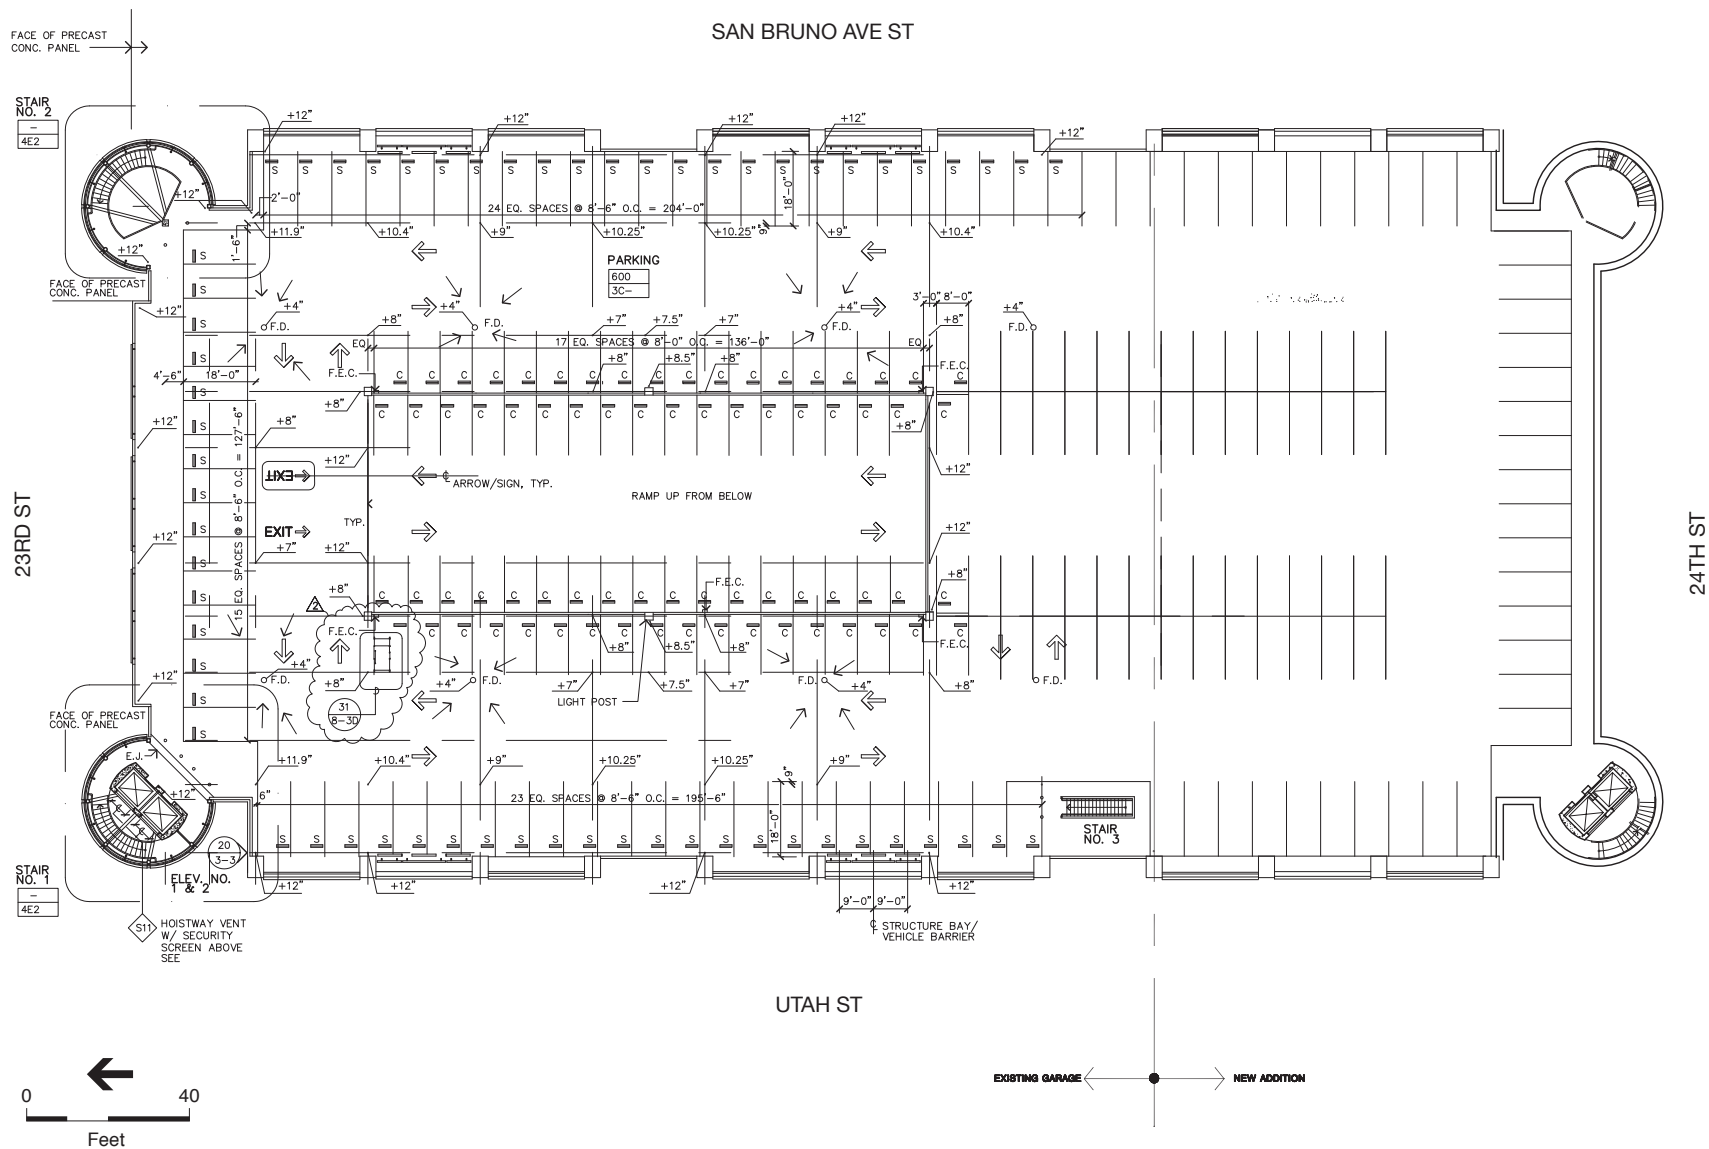 SAN BRUNO AVE ST
FACE OF PRECAST
CONC. PANEL
STAIR
NO. 2
-
4E2
+12"
+12"
+12"
+12"
+12"
S S S S S S S S S S S S S S S S S S S S S S S S
+12"
2'-0"
24 EQ. SPACES @ 8'-6" O.C. = 204'-0"
18'-0"
9"
1'-6"
+11.9"
+10.4"
+9"
+10.25"
+10.25"
+9"
+10.4"
+12"
PARKING
600
3C-
FACE OF PRECAST
CONC. PANEL
+12"
+4"
F.D.
+4"
F.D.
+4"
F.D.
3'-0"
8'-0"
+4"
F.D.
+8"
+7"
+7.5"
+7"
+8"
EQ
17 EQ. SPACES @ 8'-0" O.C. = 136'-0"
EQ
+8"
+8.5"
+8"
F.E.C.
F.E.C.
4'-6"
18'-0"
C C C C C C C C C C C C C C C C C C
+8"
C C C C C C C C C C C C C C C C C C
+8"
+12"
+8"
+12"
+12"
EXIT
ARROW/SIGN, TYP.
RAMP UP FROM BELOW
TYP.
EXIT
+12"
+12"
+7"
+12"
15 EQ. SPACES @ 8'-6" O.C. = 127'-6"
S S S S S S S S S S S S S S S
23RD ST
24TH ST
+8"
F.E.C.
+8"
C C C C C C C C C C C C C C C C C C
2
F.E.C.
C C C C C C C C C C C C C C C C C
+8"
+8.5"
+8"
F.E.C.
+12"
+4"
F.D.
+8"
+4"
F.D.
+7"
+7.5"
+7"
F.D.
+4"
+8"
F.D.
LIGHT POST
31
8-3D
FACE OF PRECAST
CONC. PANEL
E.J.
+11.9"
+10.4"
+9"
+10.25"
+10.25"
+9"
9"
+12"
6"
23 EQ. SPACES @ 8'-6" O.C. = 195'-6"
18'-0"
S S S S S S S S S S S S S S S S S S S S S S S
STAIR
NO. 3
20
3-3
STAIR
NO. 1
-
4E2
ELEV. NO.
1 & 2
+12"
+12"
+12"
+12"
9'-0"
9'-0"
S11
HOISTWAY VENT
W/ SECURITY
SCREEN ABOVE
SEE
℄ STRUCTURE BAY/
VEHICLE BARRIER
UTAH ST
EXISTING GARAGE
NEW ADDITION
0
40
Feet